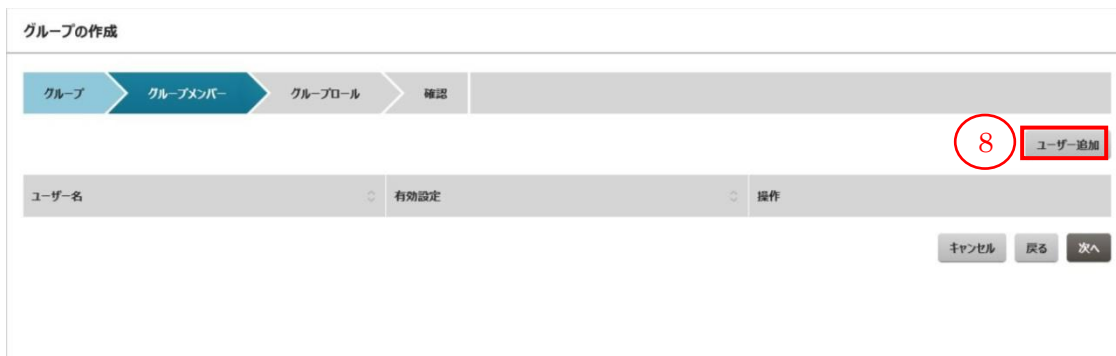 グループの作成
グループ グループメンバー グループロール 確認
8 ユーザー追加
ユーザー名 有効設定 操作
キャンセル 戻る 次へ